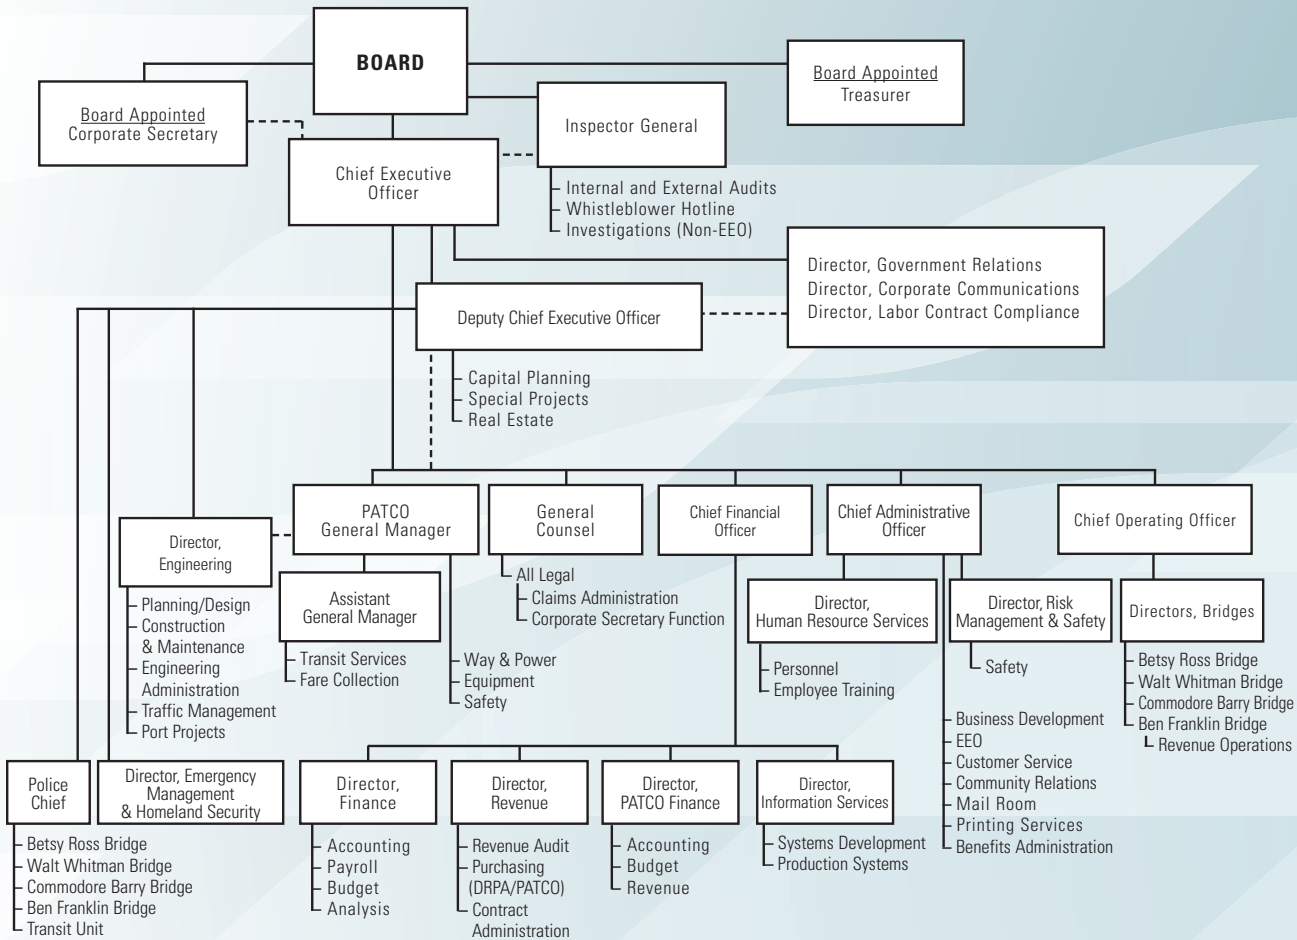 BOARD
Board Appointed
Treasurer
Board Appointed
Corporate Secretary
Inspector General
Chief Executive
Officer
Internal and External Audits
Whistleblower Hotline
Investigations (Non-EEO)
Director, Government Relations
Director, Corporate Communications
Director, Labor Contract Compliance
Deputy Chief Executive Officer
Capital Planning
Special Projects
Real Estate
PATCO
General Manager
General
Counsel
Chief Financial
Officer
Chief Administrative
Officer
Chief Operating Officer
Director,
Engineering
Planning/Design
Construction
& Maintenance
Engineering
Administration
Traffic Management
Port Projects
Assistant
General Manager
Transit Services
Fare Collection
Way & Power
Equipment
Safety
All Legal
Claims Administration
Corporate Secretary Function
Director,
Human Resource Services
Personnel
Employee Training
Director, Risk
Management & Safety
Safety
Directors, Bridges
Betsy Ross Bridge
Walt Whitman Bridge
Commodore Barry Bridge
Ben Franklin Bridge
Revenue Operations
Business Development
EEO
Customer Service
Community Relations
Mail Room
Printing Services
Benefits Administration
Police
Chief
Betsy Ross Bridge
Walt Whitman Bridge
Commodore Barry Bridge
Ben Franklin Bridge
Transit Unit
Director, Emergency
Management
& Homeland Security
Director,
Finance
Accounting
Payroll
Budget
Analysis
Director,
Revenue
Revenue Audit
Purchasing
(DRPA/PATCO)
Contract
Administration
Director,
PATCO Finance
Accounting
Budget
Revenue
Director,
Information Services
Systems Development
Production Systems